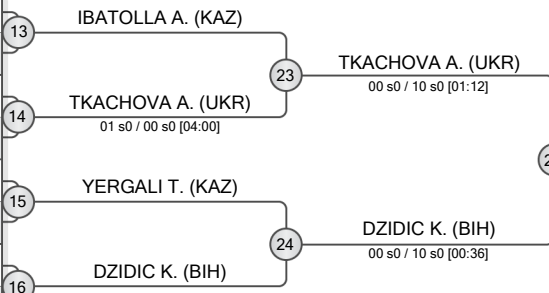 IBATOLLA A. (KAZ)
13
TKACHOVA A. (UKR)
23
00 s0 / 10 s0 [01:12]
TKACHOVA A. (UKR)
14
01 s0 / 00 s0 [04:00]
YERGALI T. (KAZ)
15
DZIDIC K. (BIH)
24
00 s0 / 10 s0 [00:36]
DZIDIC K. (BIH)
16